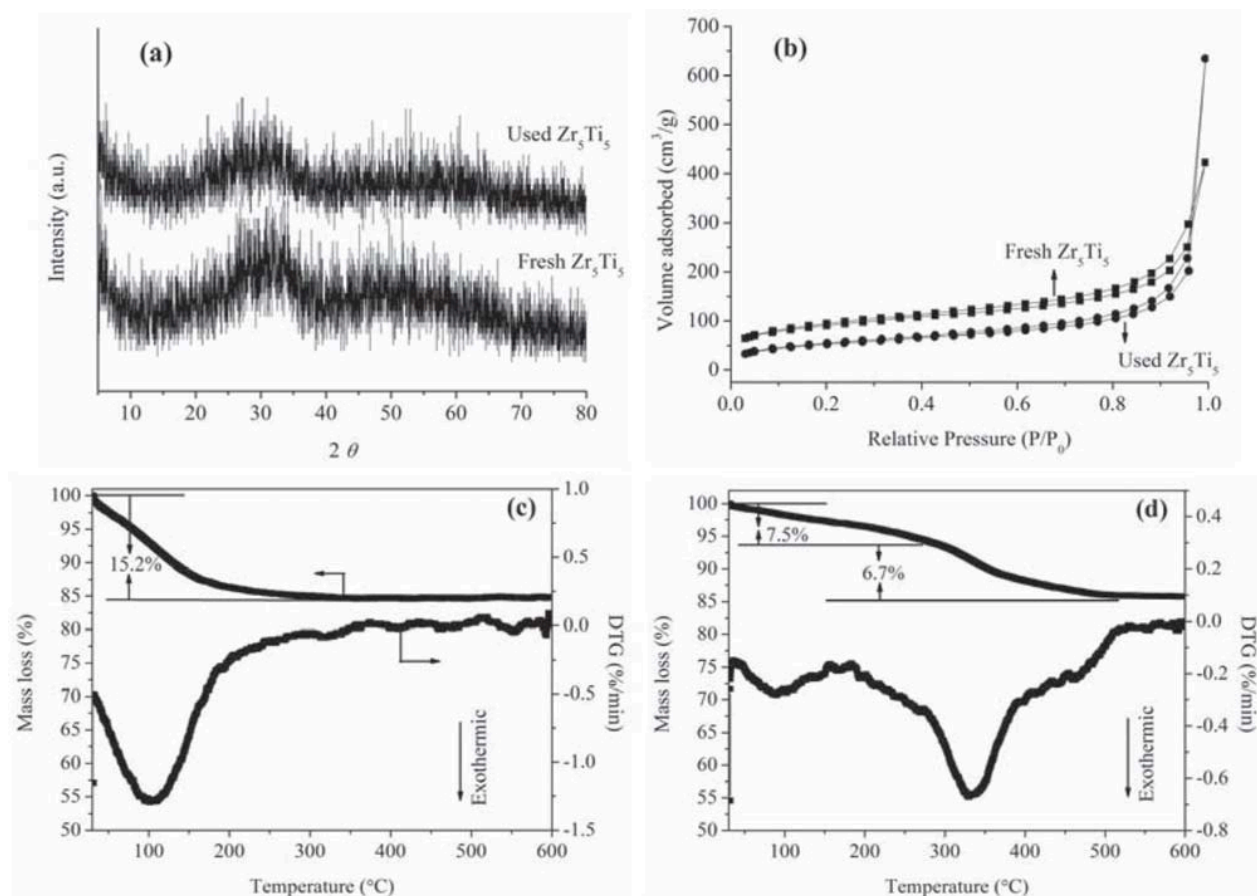 (a)
Used Zr₅Ti₅
Fresh Zr₅Ti₅
Intensity (a.u.)
10 20 30 40 50 60 70 80
2 θ
(b)
700
600
500
400
300
200
100
0
Volume adsorbed (cm³/g)
Fresh Zr₅Ti₅
Used Zr₅Ti₅
0.0 0.2 0.4 0.6 0.8 1.0
Relative Pressure (P/P₀)
(c)
100
95
90
85
80
75
70
65
60
55
50
Mass loss (%)
15.2%
1.0
0.5
0.0
-0.5
-1.0
-1.5
DTG (%/min)
Exothermic
100 200 300 400 500 600
Temperature (°C)
(d)
100
95
90
85
80
75
70
65
60
55
50
Mass loss (%)
7.5%
6.7%
0.4
0.2
0.0
-0.2
-0.4
-0.6
-0.8
DTG (%/min)
Exothermic
100 200 300 400 500 600
Temperature (°C)